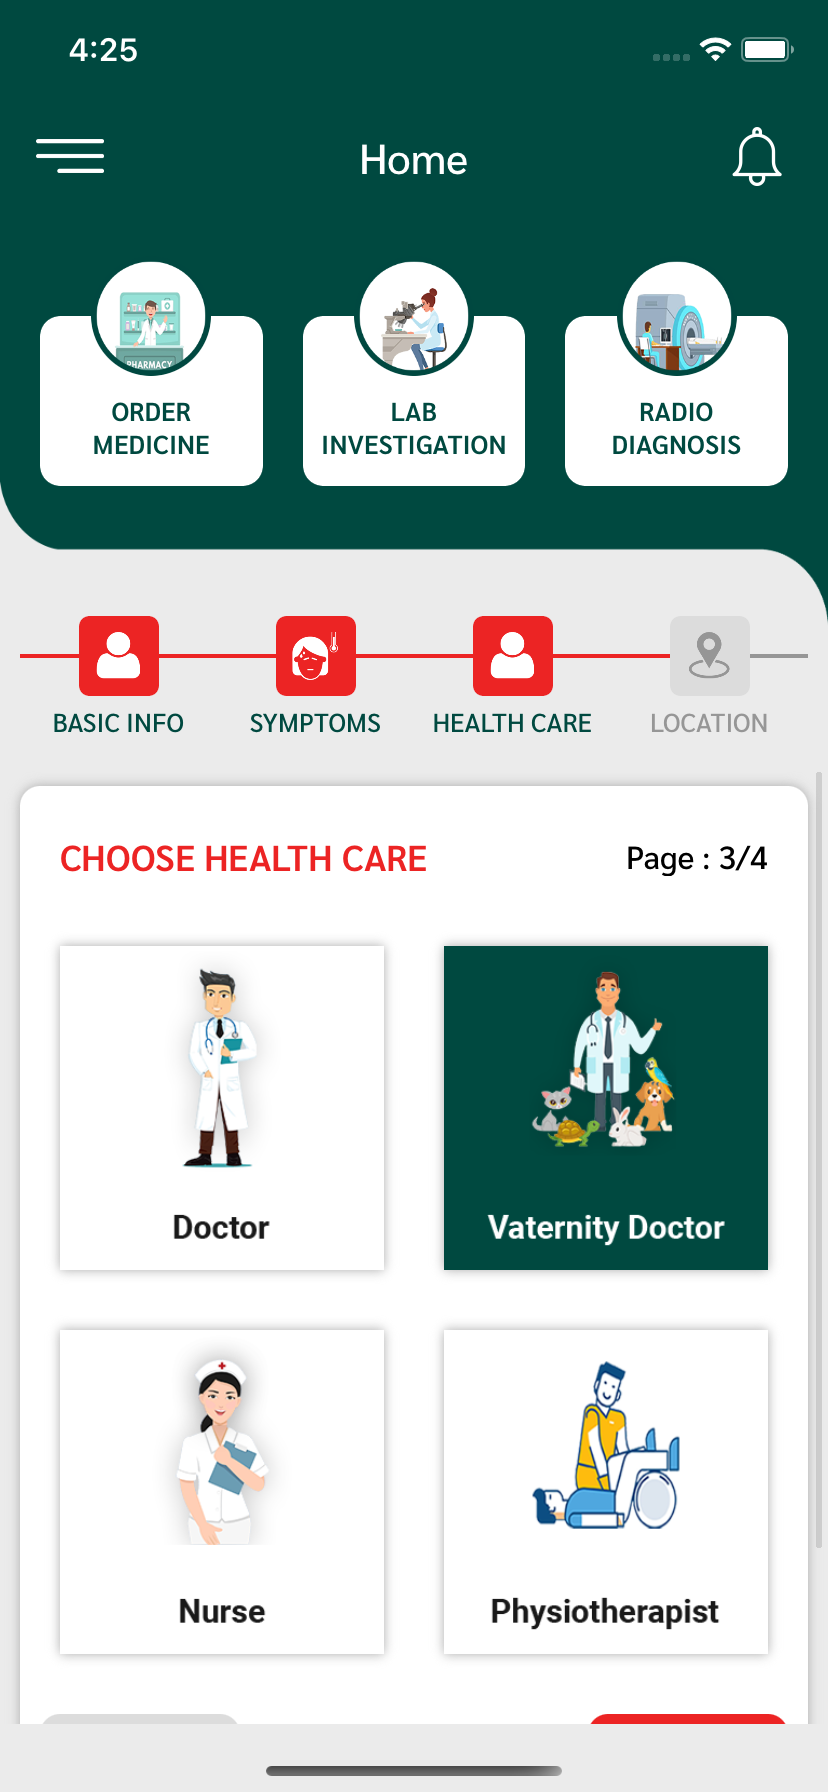 4:25
Home
PHARMACY
ORDER
MEDICINE
LAB
INVESTIGATION
RADIO
DIAGNOSIS
BASIC INFO
SYMPTOMS
HEALTH CARE
LOCATION
CHOOSE HEALTH CARE
Page : 3/4
Doctor
Vaternity Doctor
Nurse
Physiotherapist